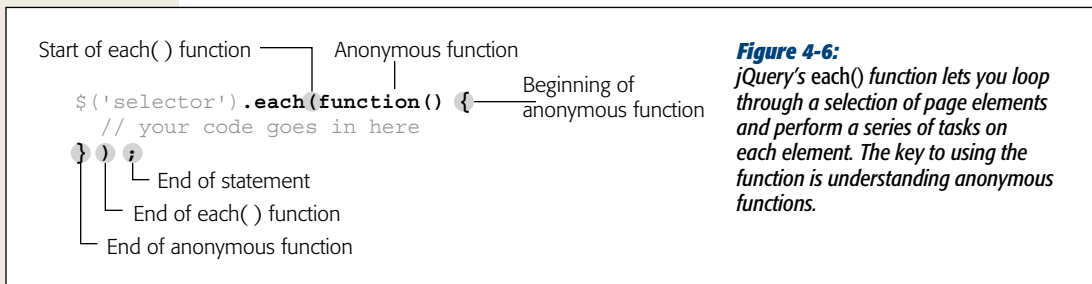 Start of each( ) function
Anonymous function
Beginning of
anonymous function
$('selector').each(function() {
// your code goes in here
} ) ;
End of statement
End of each( ) function
End of anonymous function
Figure 4-6:
jQuery's each() function lets you loop
through a selection of page elements
and perform a series of tasks on
each element. The key to using the
function is understanding anonymous
functions.